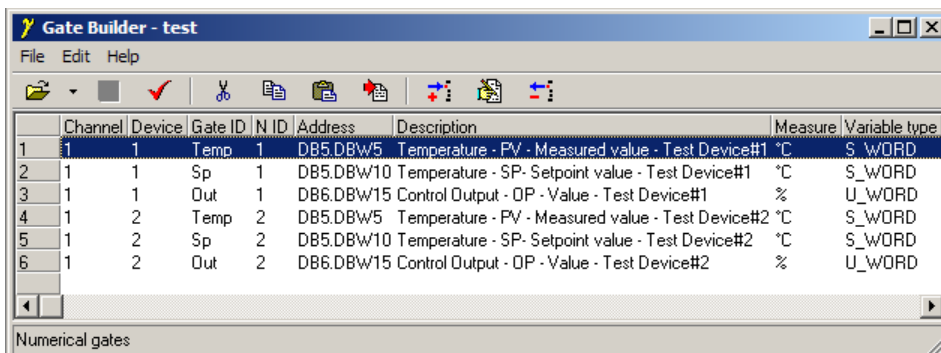 Gate Builder - test
File Edit Help
Channel Device Gate ID N ID Address Description Measure Variable type
1 1 1 Temp 1 DB5.DBW5 Temperature - PV - Measured value - Test Device#1 °C S_WORD
2 1 1 Sp 1 DB5.DBW10 Temperature - SP- Setpoint value - Test Device#1 °C S_WORD
3 1 1 Out 1 DB6.DBW15 Control Output - OP - Value - Test Device#1 % U_WORD
4 1 2 Temp 2 DB5.DBW5 Temperature - PV - Measured value - Test Device#2 °C S_WORD
5 1 2 Sp 2 DB5.DBW10 Temperature - SP- Setpoint value - Test Device#2 °C S_WORD
6 1 2 Out 2 DB6.DBW15 Control Output - OP - Value - Test Device#2 % U_WORD
Numerical gates